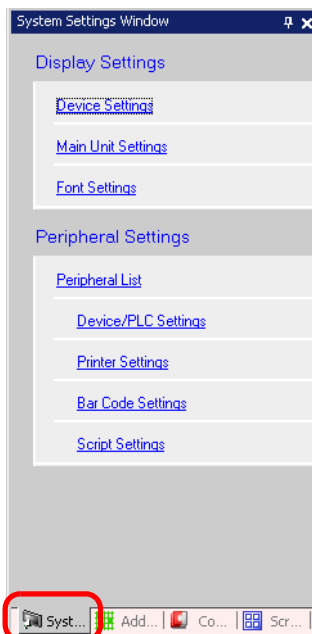 System Settings Window
Display Settings
Device Settings
Main Unit Settings
Font Settings
Peripheral Settings
Peripheral List
Device/PLC Settings
Printer Settings
Bar Code Settings
Script Settings
Syst... Add... Co... Scr...